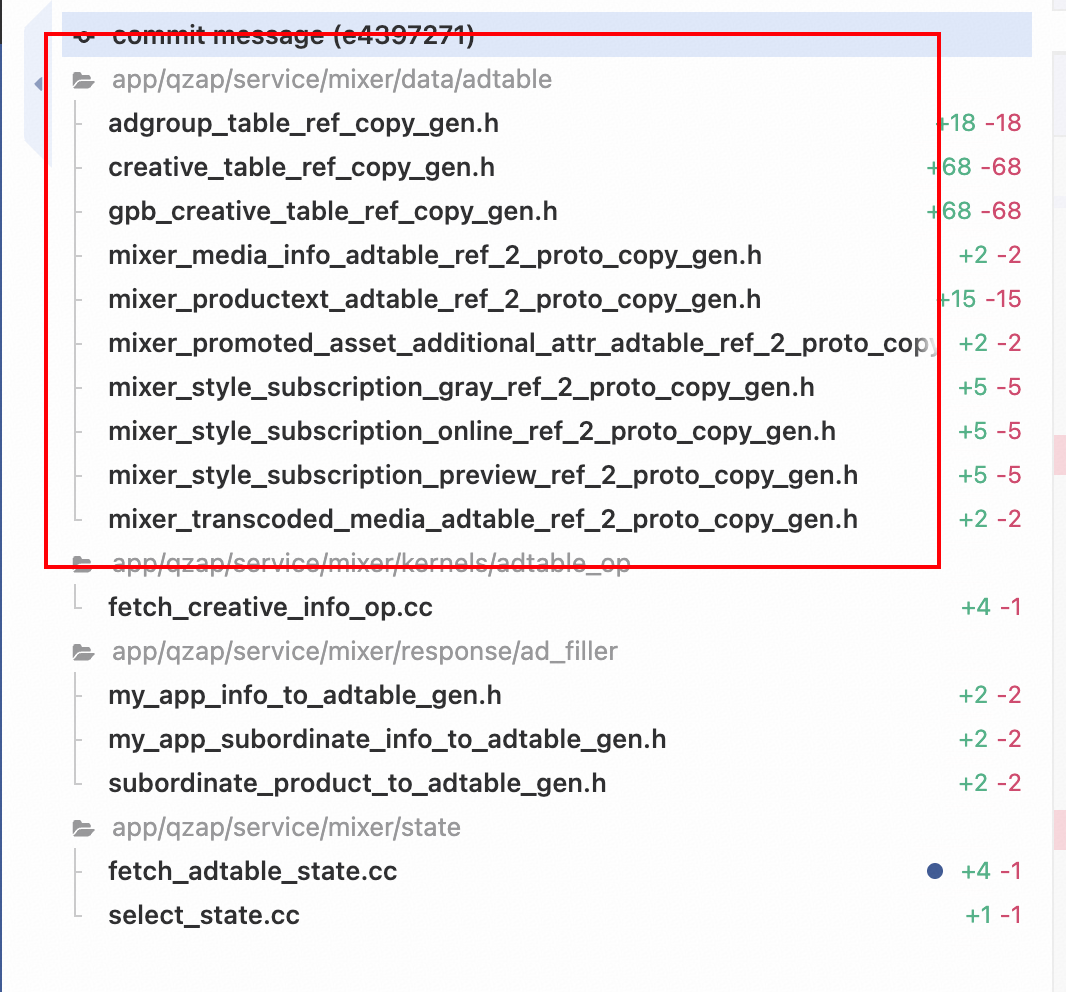 commit message (e4397271)
app/qzap/service/mixer/data/adtable
adgroup_table_ref_copy_gen.h +18 -18
creative_table_ref_copy_gen.h +68 -68
gpb_creative_table_ref_copy_gen.h +68 -68
mixer_media_info_adtable_ref_2_proto_copy_gen.h +2 -2
mixer_productext_adtable_ref_2_proto_copy_gen.h +15 -15
mixer_promoted_asset_additional_attr_adtable_ref_2_proto_copy +2 -2
mixer_style_subscription_gray_ref_2_proto_copy_gen.h +5 -5
mixer_style_subscription_online_ref_2_proto_copy_gen.h +5 -5
mixer_style_subscription_preview_ref_2_proto_copy_gen.h +5 -5
mixer_transcoded_media_adtable_ref_2_proto_copy_gen.h +2 -2
app/qzap/service/mixer/kernels/adtable_op
fetch_creative_info_op.cc +4 -1
app/qzap/service/mixer/response/ad_filler
my_app_info_to_adtable_gen.h +2 -2
my_app_subordinate_info_to_adtable_gen.h +2 -2
subordinate_product_to_adtable_gen.h +2 -2
app/qzap/service/mixer/state
fetch_adtable_state.cc +4 -1
select_state.cc +1 -1